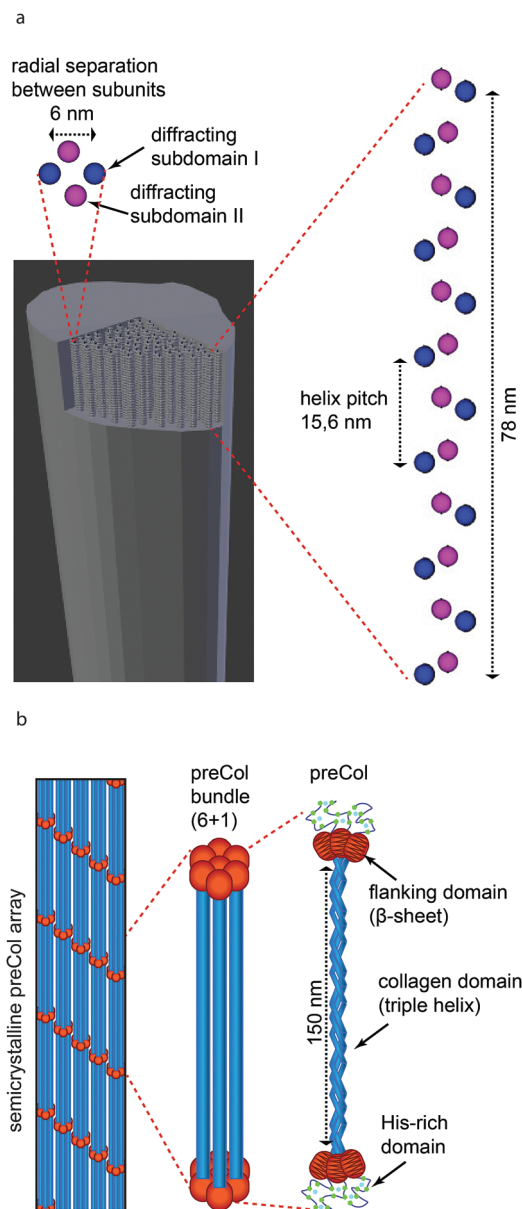 a
radial separation
between subunits
6 nm
diffracting
subdomain I
diffracting
subdomain II
helix pitch
15,6 nm
78 nm
b
preCol
bundle
(6+1)
preCol
semicrystalline preCol array
flanking domain
(β-sheet)
150 nm
collagen domain
(triple helix)
His-rich
domain